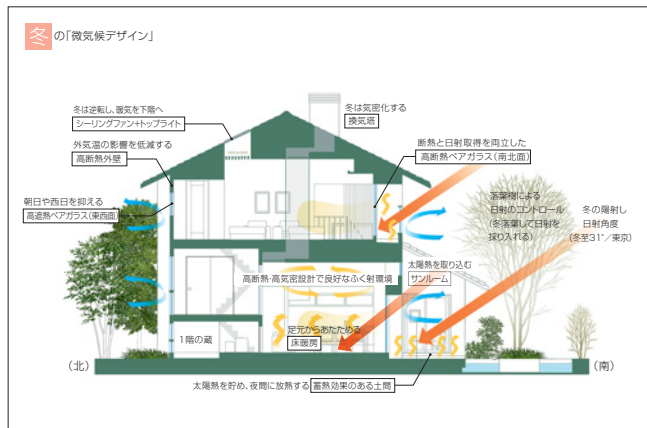 冬の「微気候デザイン」
冬は逆転し、暖気を下階へ
シーリングファン+トップライト
冬は気密化する
換気塔
外気温の影響を低減する
高断熱外壁
断熱と日射取得を両立した
高断熱ペアガラス(南北面)
朝日や西日を抑える
高遮熱ペアガラス(東西面)
落葉樹による
日射のコントロール
(冬落葉して日射を
採り入れる)
冬の陽射し
日射角度
(冬至31°/東京)
太陽熱を取り込む
サンルーム
高断熱・高気密設計で良好なふく射環境
足元からあたためる
床暖房
1階の蔵
(北)
(南)
太陽熱を貯め、夜間に放熱する 蓄熱効果のある土間